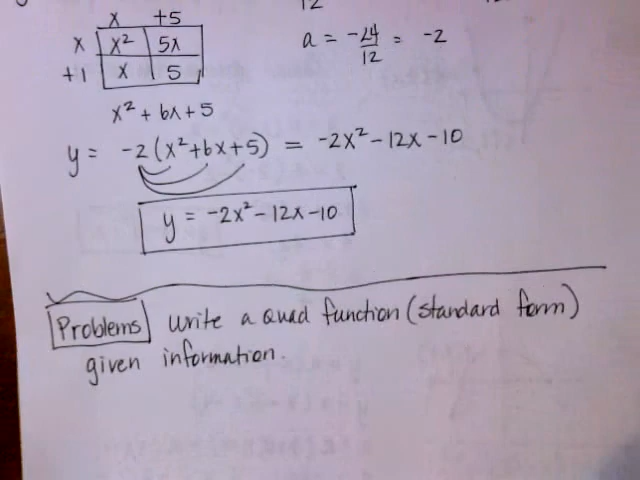 x +5
x x² 5x
+1 x 5
a = -24/12 = -2
x² + 6x + 5
y = -2(x² + 6x + 5) = -2x² - 12x - 10
y = -2x² - 12x - 10
Problems Write a Quad function (standard form)
given information.